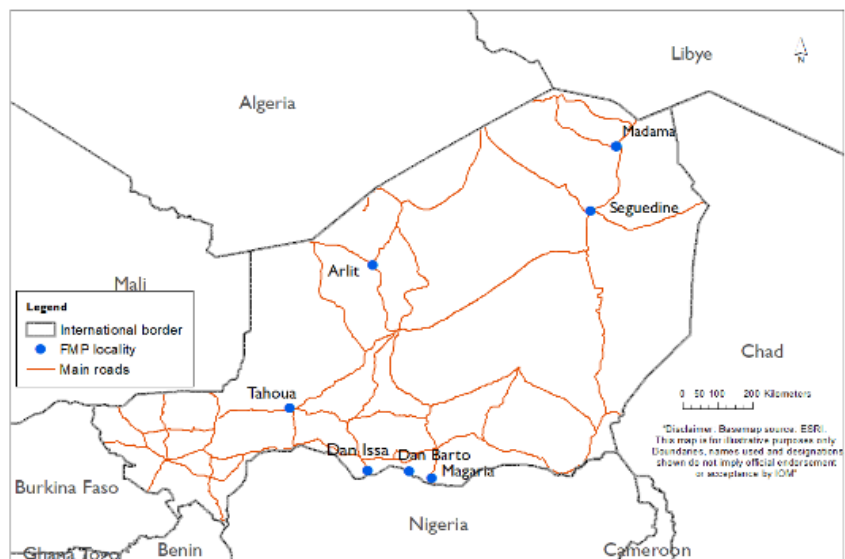 Libye
N
Algeria
Madama
Seguedine
Arlit
Mali
Legend
International border
FMP locality
Main roads
Chad
Tahoua
0 50 100 200 Kilometers
"Disclaimer: Basemap source: ESRI.
This map is for illustrative purposes only
Boundaries, names used and designations
shown do not imply official endorsement
or acceptance by IOM"
Dan Issa
Dan Barto
Magaria
Burkina Faso
Nigeria
Ghana
Togo
Benin
Cameroon